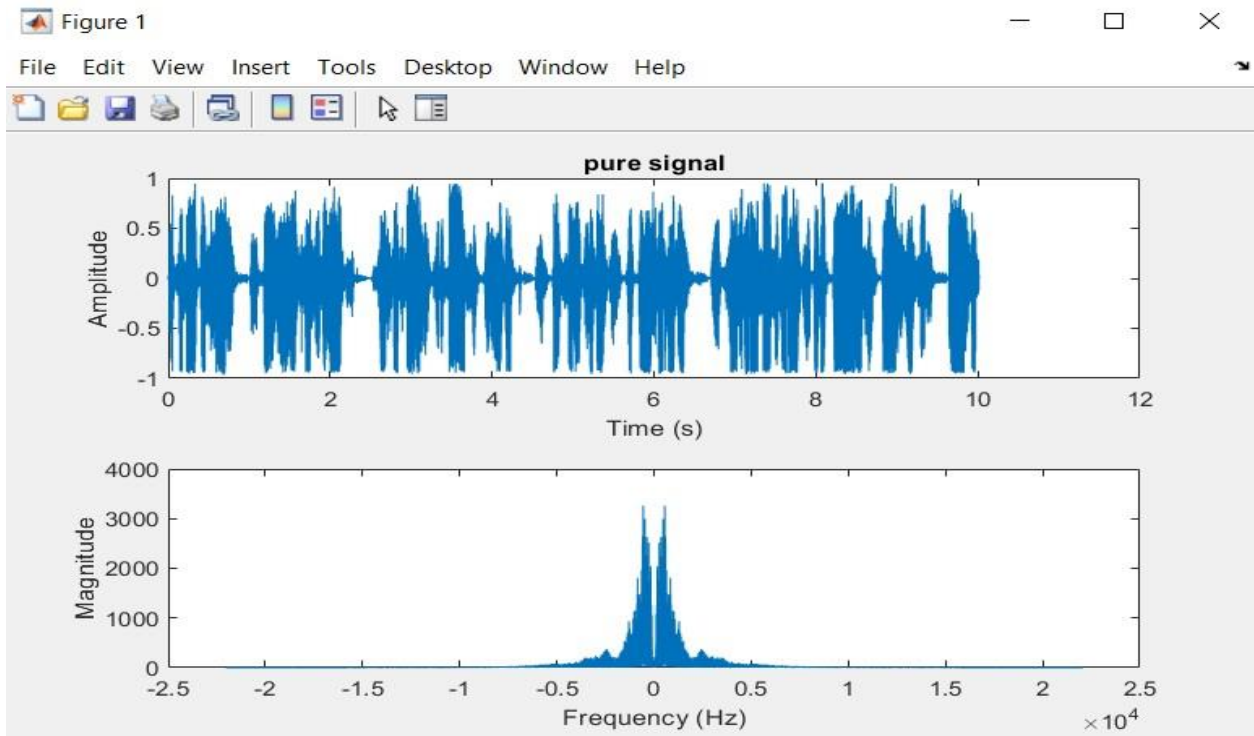 Figure 1
File Edit View Insert Tools Desktop Window Help
pure signal
1
0.5
0
-0.5
-1
Amplitude
0 2 4 6 8 10 12
Time (s)
4000
3000
2000
1000
0
Magnitude
-2.5 -2 -1.5 -1 -0.5 0 0.5 1 1.5 2 2.5
Frequency (Hz)
×10⁴